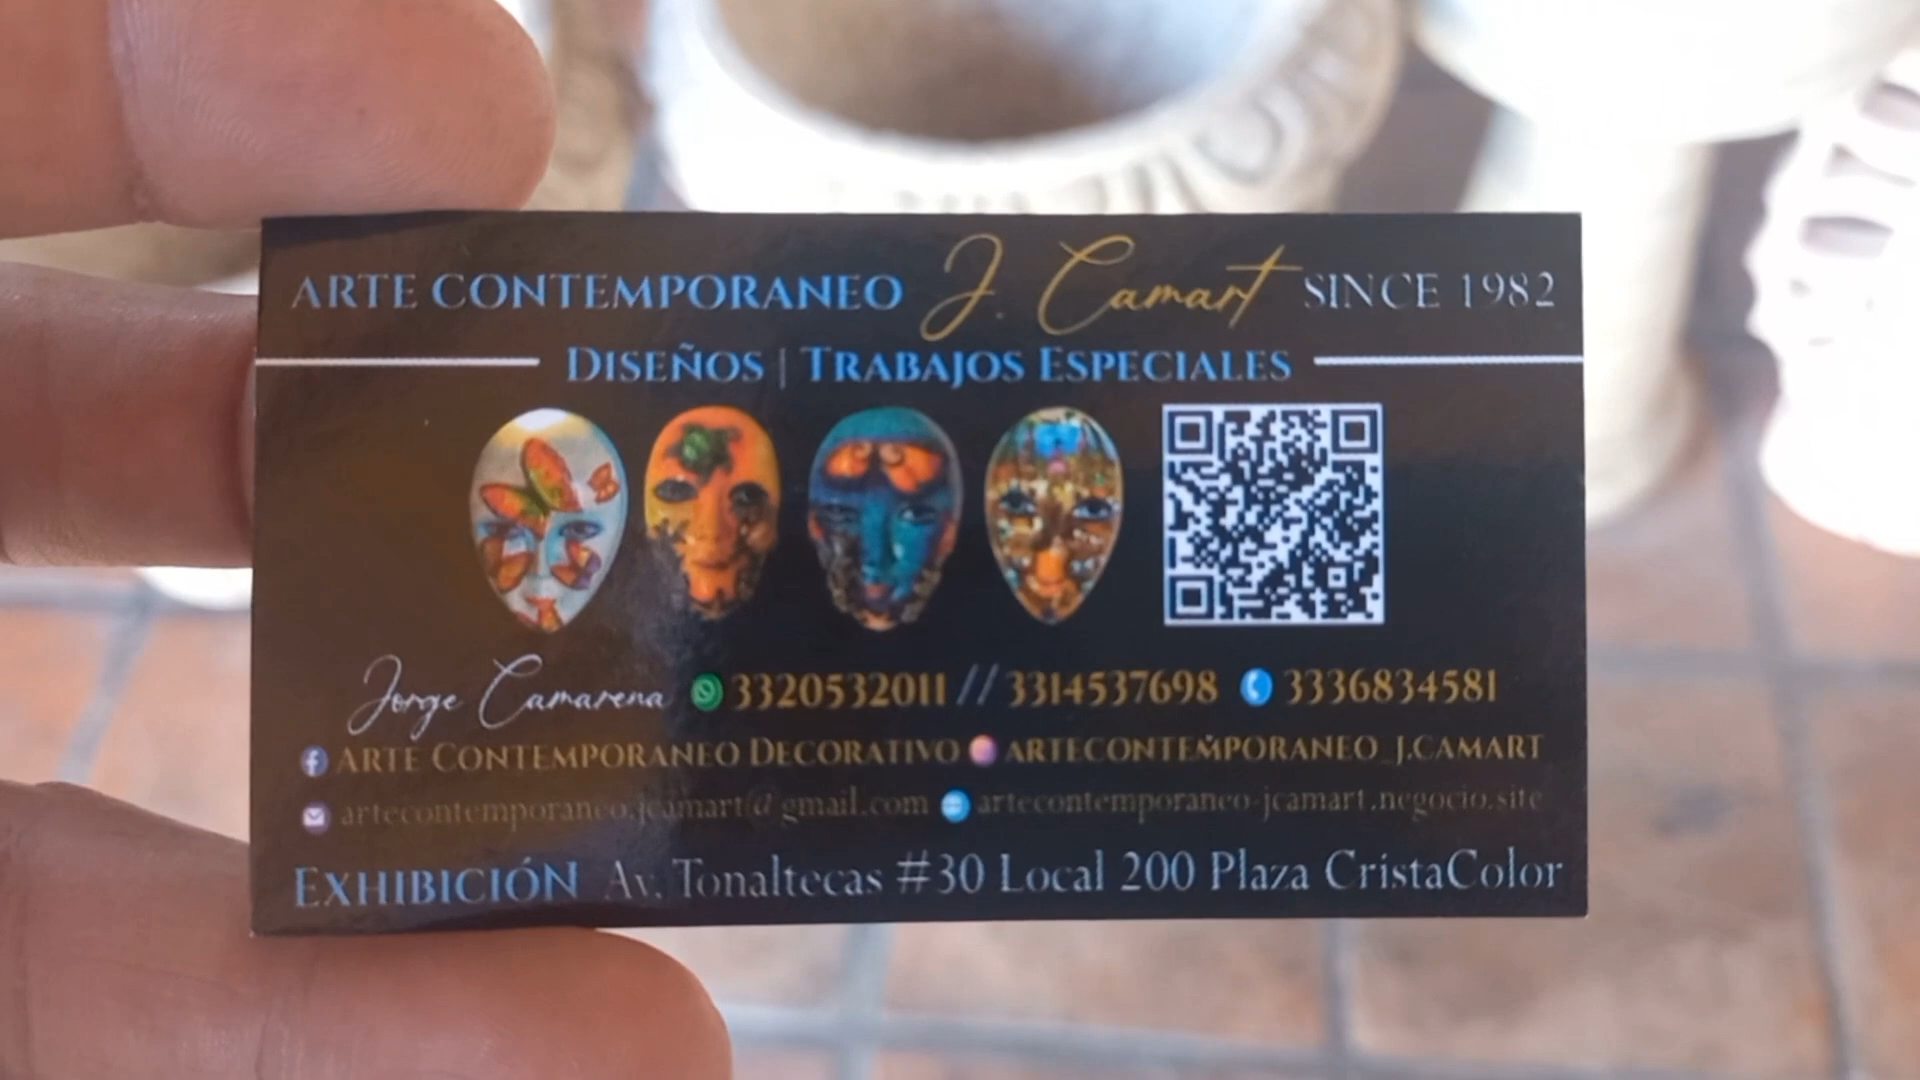 ARTE CONTEMPORANEO J. Camart SINCE 1982
DISEÑOS | TRABAJOS ESPECIALES
Jorge Camarena 3320532011 // 3314537698 3336834581
ARTE CONTEMPORANEO DECORATIVO ARTECONTEMPORANEO_J.CAMART
artecontemporaneo.jcamart@gmail.com artecontemporaneo-jcamart.negocio.site
EXHIBICIÓN Av. Tonaltecas #30 Local 200 Plaza CristaColor